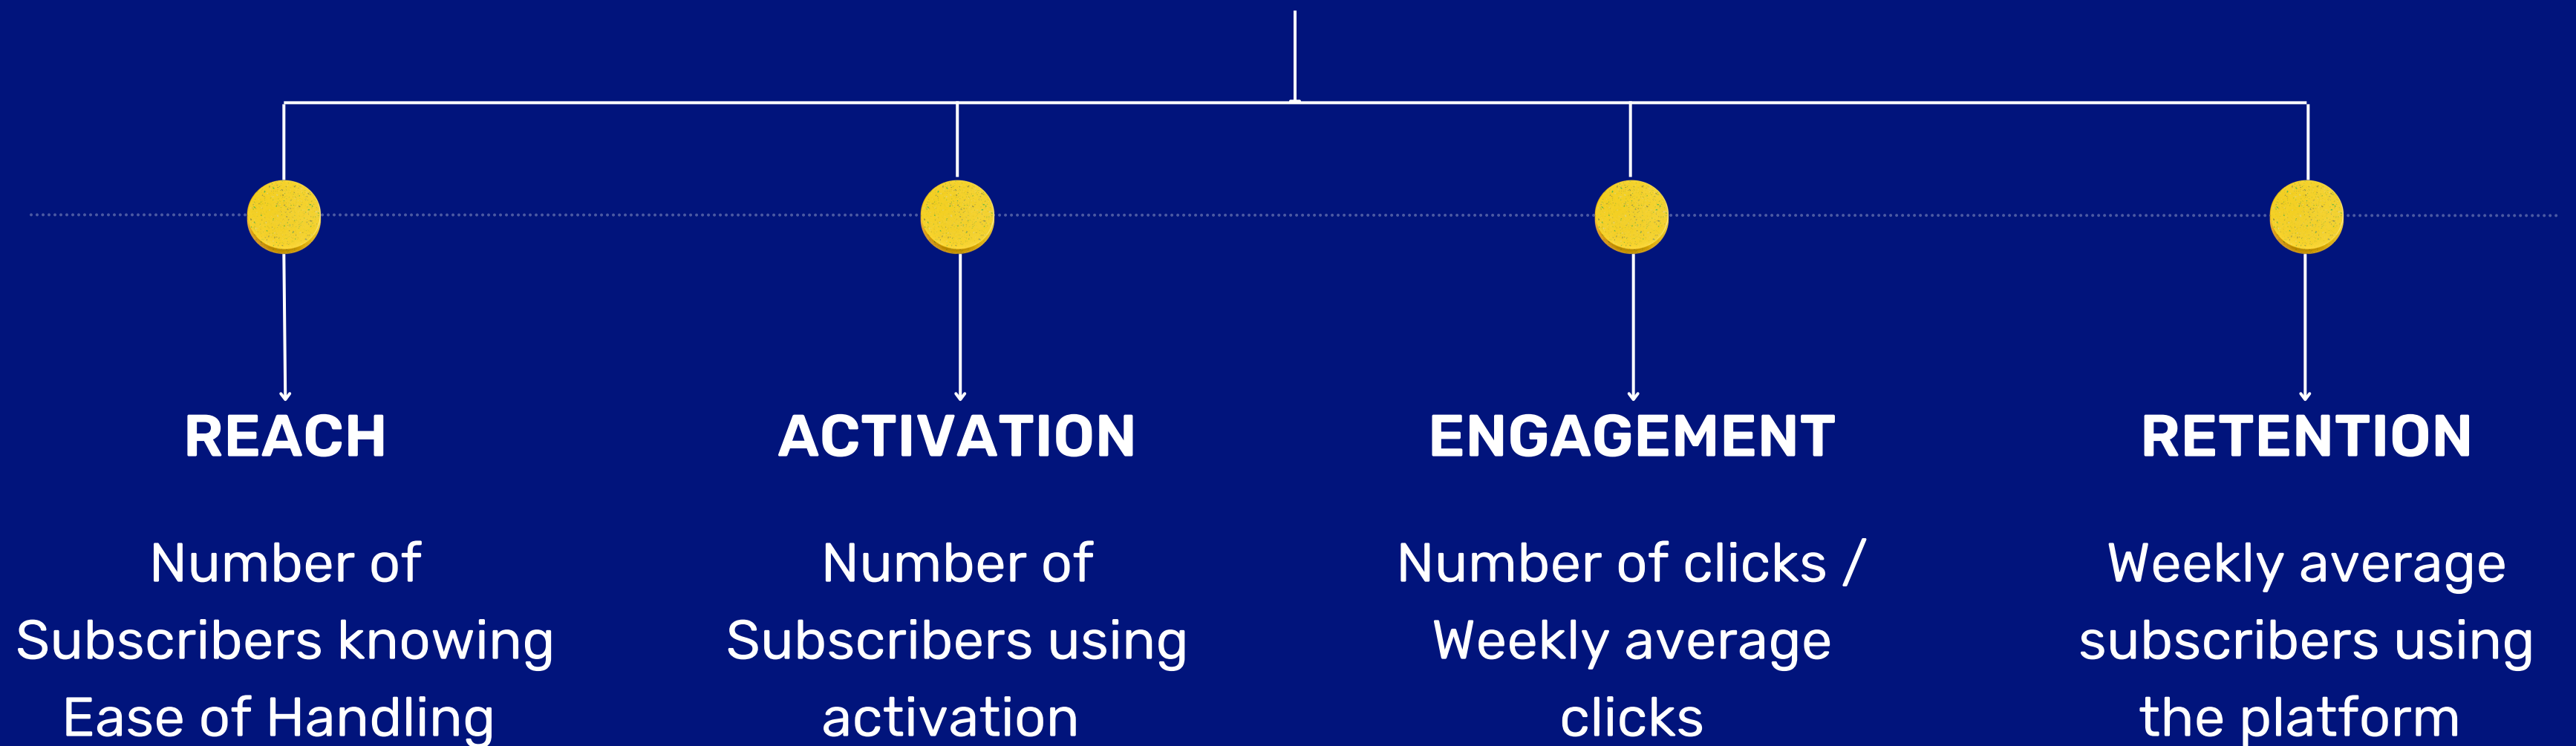 REACH
Number of
Subscribers knowing
Ease of Handling
ACTIVATION
Number of
Subscribers using
activation
ENGAGEMENT
Number of clicks /
Weekly average
clicks
RETENTION
Weekly average
subscribers using
the platform